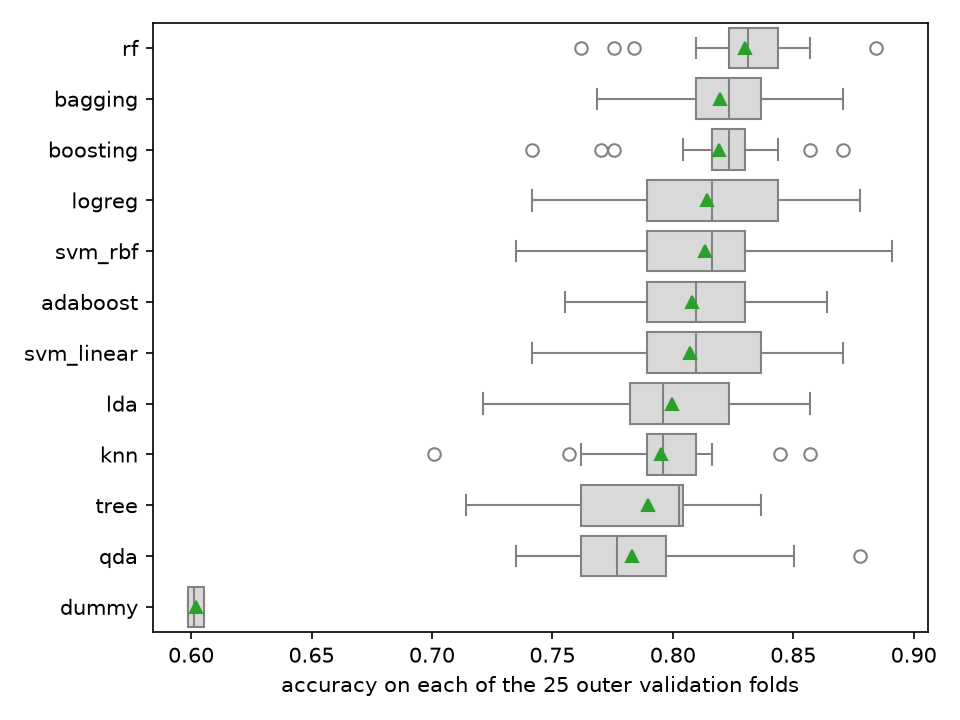 rf
bagging
boosting
logreg
svm_rbf
adaboost
svm_linear
lda
knn
tree
qda
dummy
0.60 0.65 0.70 0.75 0.80 0.85 0.90
accuracy on each of the 25 outer validation folds